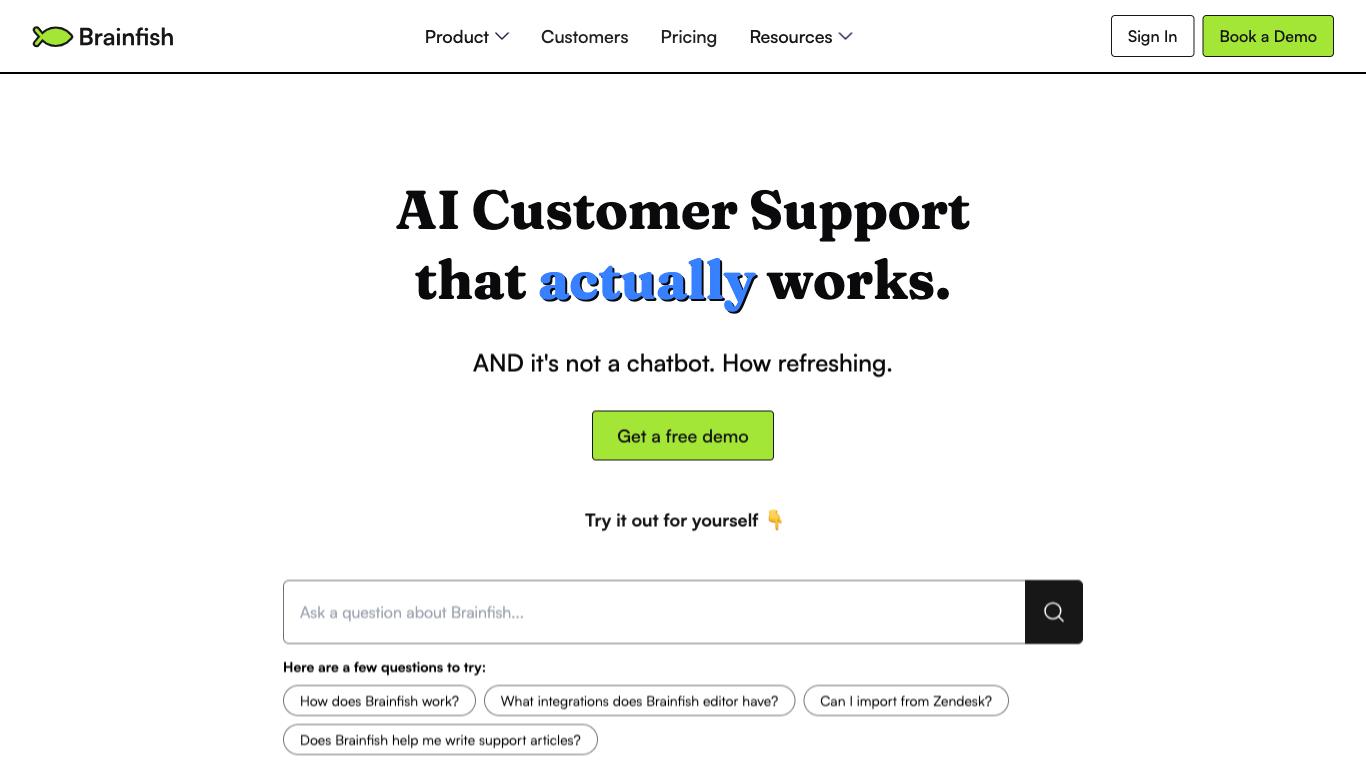 Brainfish
Product
Customers
Pricing
Resources
Sign In
Book a Demo
AI Customer Support
that actually works.
AND it's not a chatbot. How refreshing.
Get a free demo
Try it out for yourself 👇
Ask a question about Brainfish...
Here are a few questions to try:
How does Brainfish work?
What integrations does Brainfish editor have?
Can I import from Zendesk?
Does Brainfish help me write support articles?